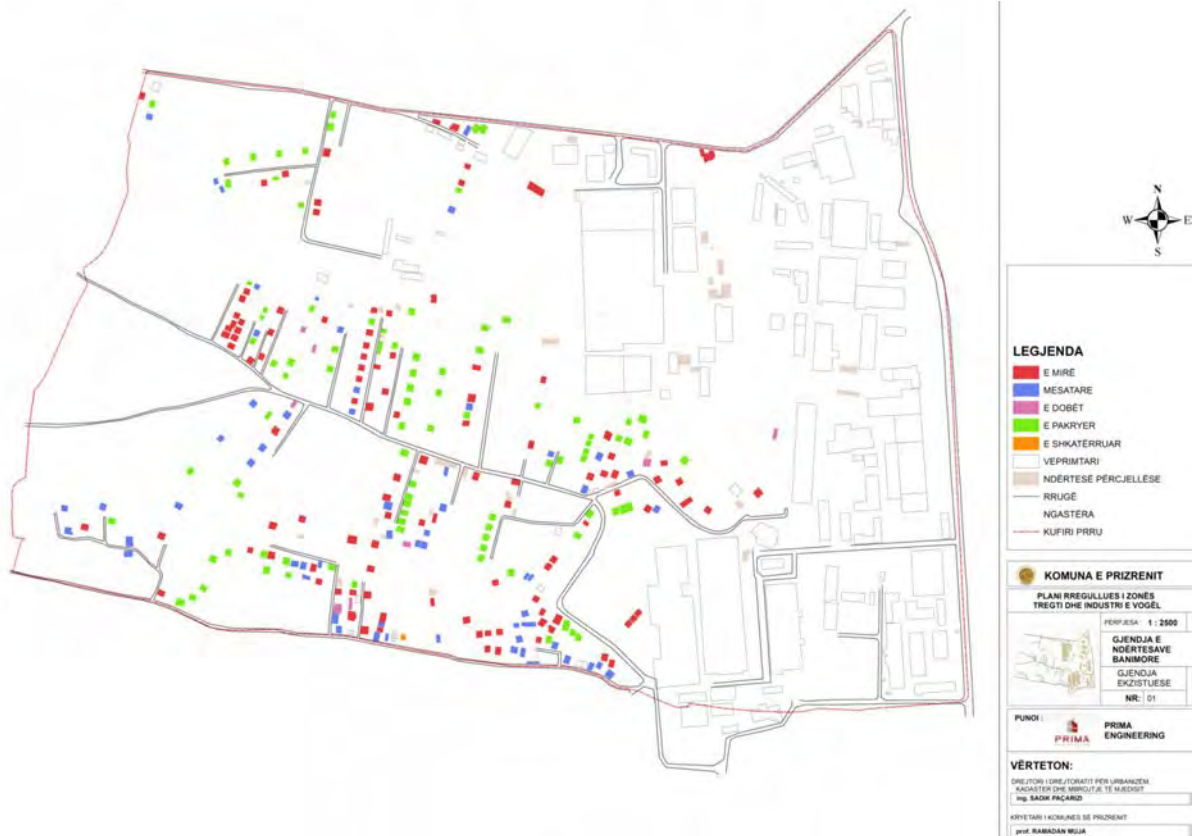 N
W
E
S
LEGJENDA
E MIRË
MESATARE
E DOBËT
E PAKRYER
E SHKATËRRUAR
VEPRIMTARI
NDËRTESË PËRCJELLËSE
RRUGË
NGASTËRA
KUFIRI PRRU
KOMUNA E PRIZRENIT
PLANI RREGULLUES I ZONËS
TREGTI DHE INDUSTRI E VOGËL
PËRPJESA: 1 : 2500
GJENDJA E
NDËRTESAVE
BANIMORE
GJENDJA
EKZISTUESE
NR: 01
PUNOI :
PRIMA
PRIMA
ENGINEERING
VËRTETON:
DREJTORI I DREJTORATIT PËR URBANIZËM,
KADASTER DHE MBROJTJE TË MJEDISIT
ing. SADIK PAÇARIZI
KRYETARI I KOMUNES SË PRIZRENIT
prof. RAMADAN MUJA